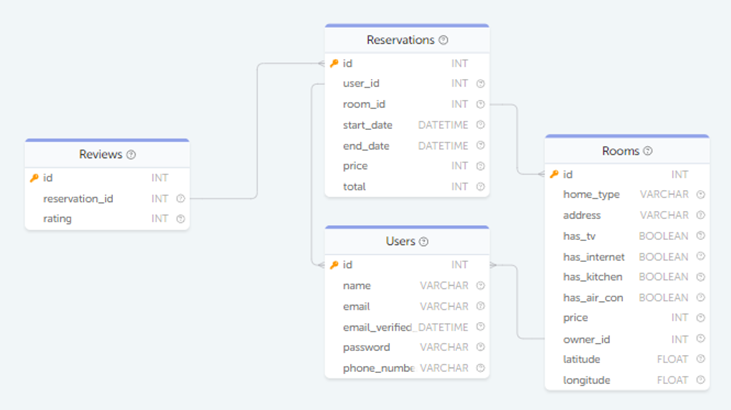 Reservations
id INT
user_id INT
room_id INT
start_date DATETIME
end_date DATETIME
price INT
total INT
Reviews
id INT
reservation_id INT
rating INT
Users
id INT
name VARCHAR
email VARCHAR
email_verified_ DATETIME
password VARCHAR
phone_numbe VARCHAR
Rooms
id INT
home_type VARCHAR
address VARCHAR
has_tv BOOLEAN
has_internet BOOLEAN
has_kitchen BOOLEAN
has_air_con BOOLEAN
price INT
owner_id INT
latitude FLOAT
longitude FLOAT